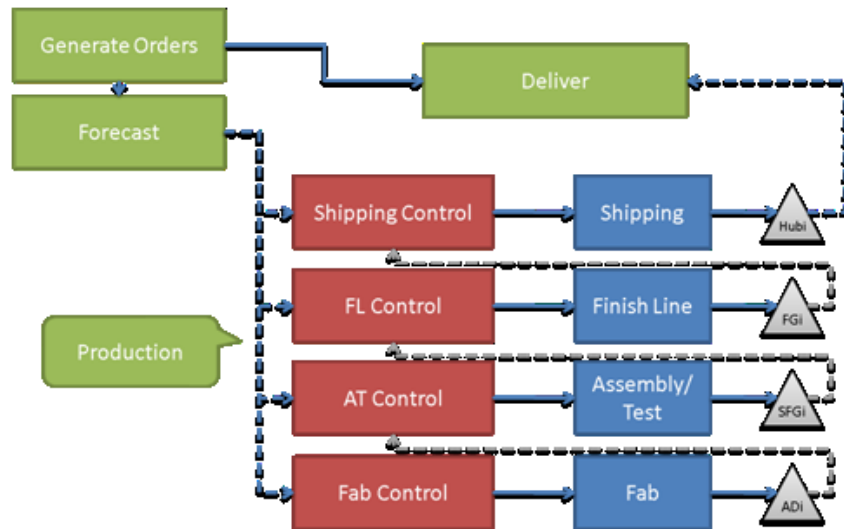 Generate Orders
Deliver
Forecast
Shipping Control
Shipping
Hubi
FL Control
Finish Line
FGi
Production
AT Control
Assembly/
Test
SFGi
Fab Control
Fab
ADi